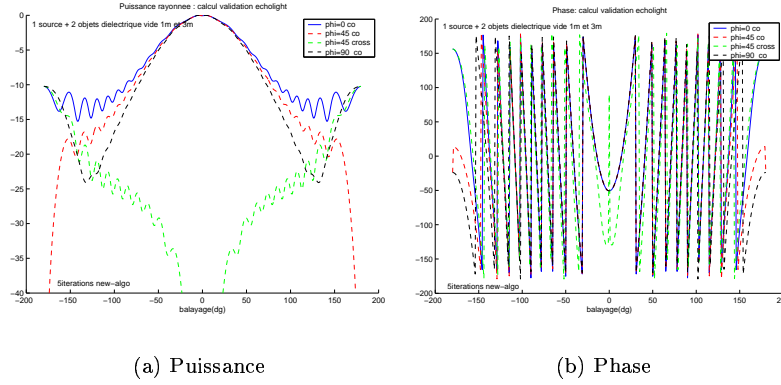 Puissance rayonnee : calcul validation echolight
1 source + 2 objets dielectrique vide 1m et 3m
phi=0 co
phi=45 co
phi=45 cross
phi=90 co
0
−5
−10
−15
−20
−25
−30
−35
−40
5iterations new−algo
−200
−150
−100
−50
0
50
100
150
200
balayage(dg)
(a) Puissance
Phase: calcul validation echolight
1 source + 2 objets dielectrique vide 1m et 3m
phi=0 co
phi=45 co
phi=45 cross
phi=90 co
200
150
100
50
0
−50
−100
−150
−200
5iterations new−algo
−200
−150
−100
−50
0
50
100
150
200
balayage(dg)
(b) Phase